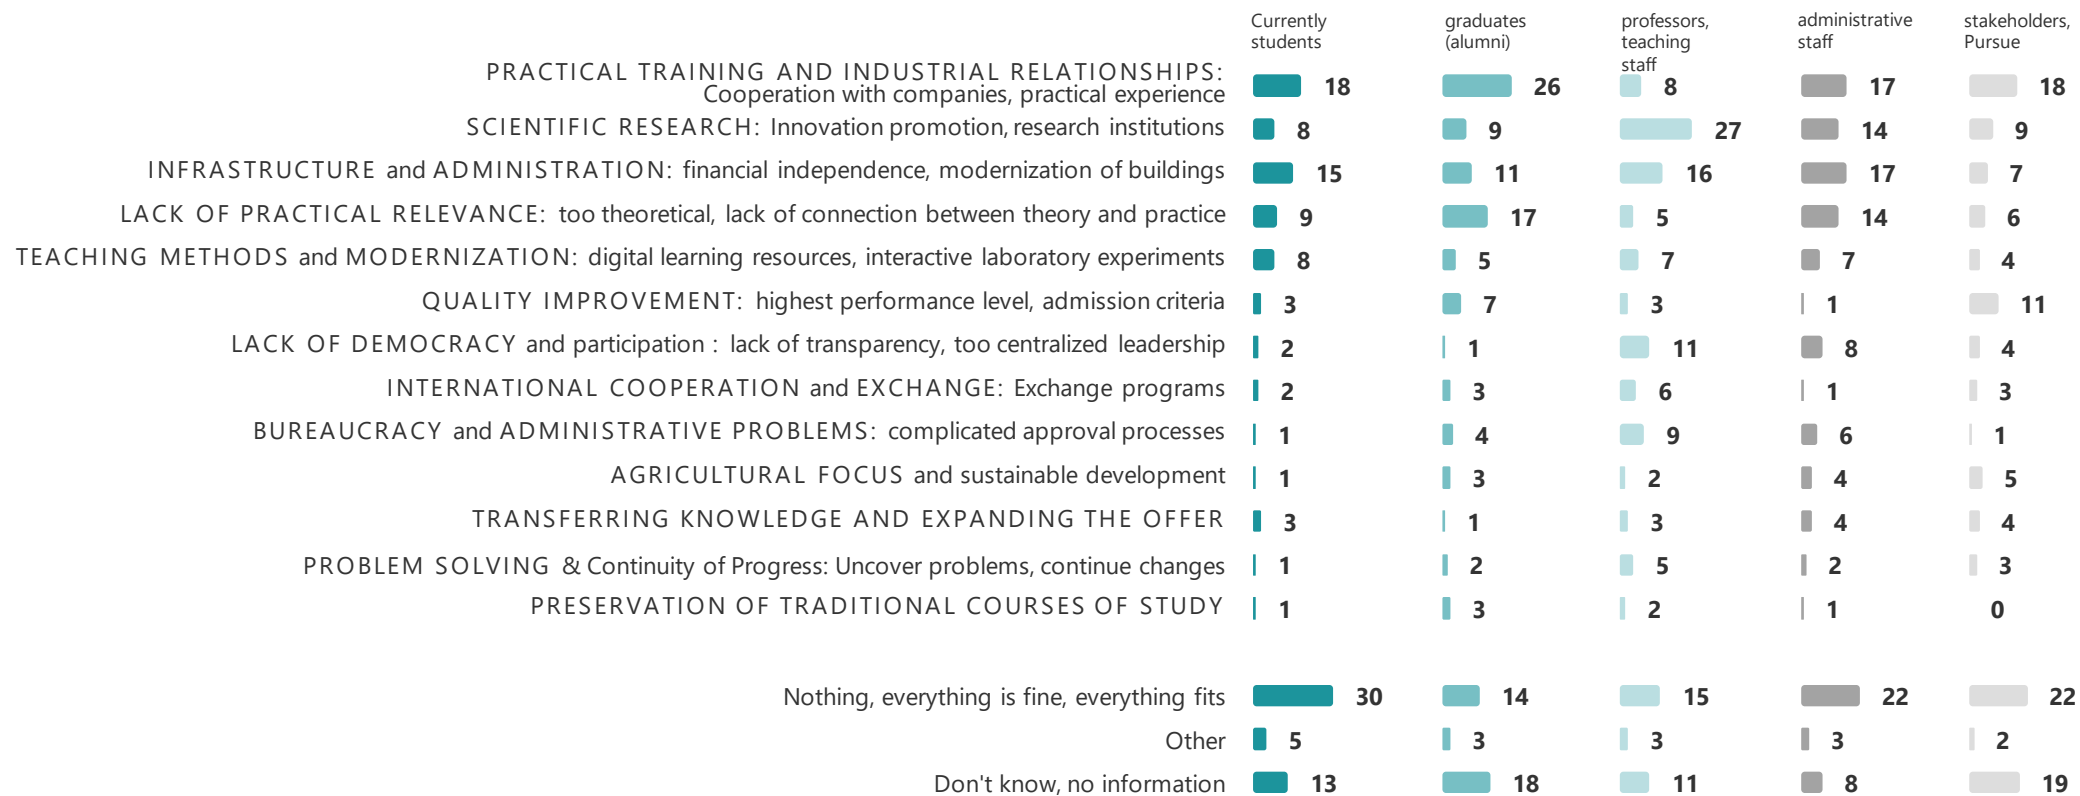 Currently students
graduates (alumni)
professors, teaching staff
administrative staff
stakeholders, Pursue
PRACTICAL TRAINING AND INDUSTRIAL RELATIONSHIPS:
Cooperation with companies, practical experience 18 26 8 17 18
SCIENTIFIC RESEARCH: Innovation promotion, research institutions 8 9 27 14 9
INFRASTRUCTURE and ADMINISTRATION: financial independence, modernization of buildings 15 11 16 17 7
LACK OF PRACTICAL RELEVANCE: too theoretical, lack of connection between theory and practice 9 17 5 14 6
TEACHING METHODS and MODERNIZATION: digital learning resources, interactive laboratory experiments 8 5 7 7 4
QUALITY IMPROVEMENT: highest performance level, admission criteria 3 7 3 1 11
LACK OF DEMOCRACY and participation : lack of transparency, too centralized leadership 2 1 11 8 4
INTERNATIONAL COOPERATION and EXCHANGE: Exchange programs 2 3 6 1 3
BUREAUCRACY and ADMINISTRATIVE PROBLEMS: complicated approval processes 1 4 9 6 1
AGRICULTURAL FOCUS and sustainable development 1 3 2 4 5
TRANSFERRING KNOWLEDGE AND EXPANDING THE OFFER 3 1 3 4 4
PROBLEM SOLVING & Continuity of Progress: Uncover problems, continue changes 1 2 5 2 3
PRESERVATION OF TRADITIONAL COURSES OF STUDY 1 3 2 1 0
Nothing, everything is fine, everything fits 30 14 15 22 22
Other 5 3 3 3 2
Don't know, no information 13 18 11 8 19